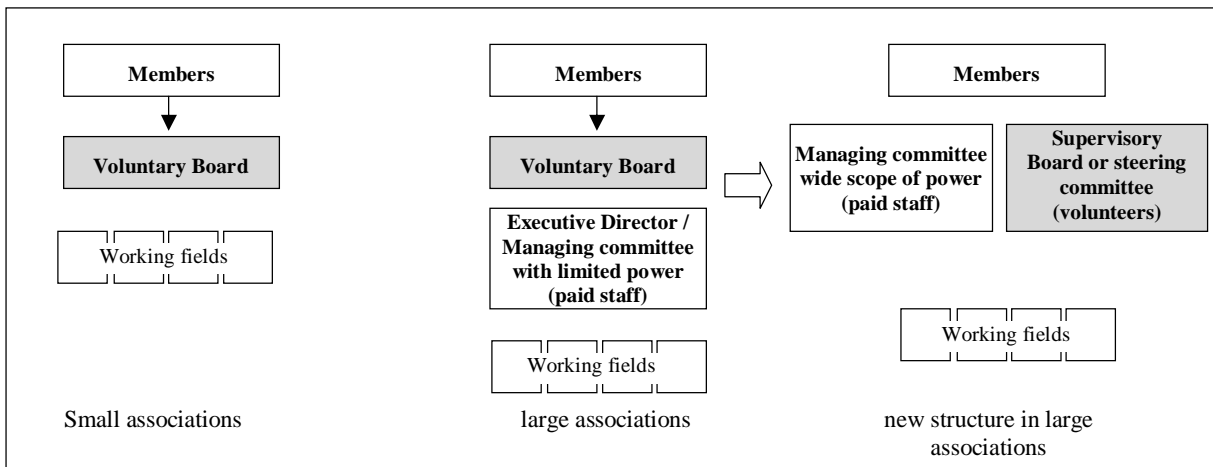 Members
Voluntary Board
Working fields
Small associations
Members
Voluntary Board
Executive Director /
Managing committee
with limited power
(paid staff)
Working fields
large associations
Members
Managing committee
wide scope of power
(paid staff)
Supervisory
Board or steering
committee
(volunteers)
Working fields
new structure in large
associations